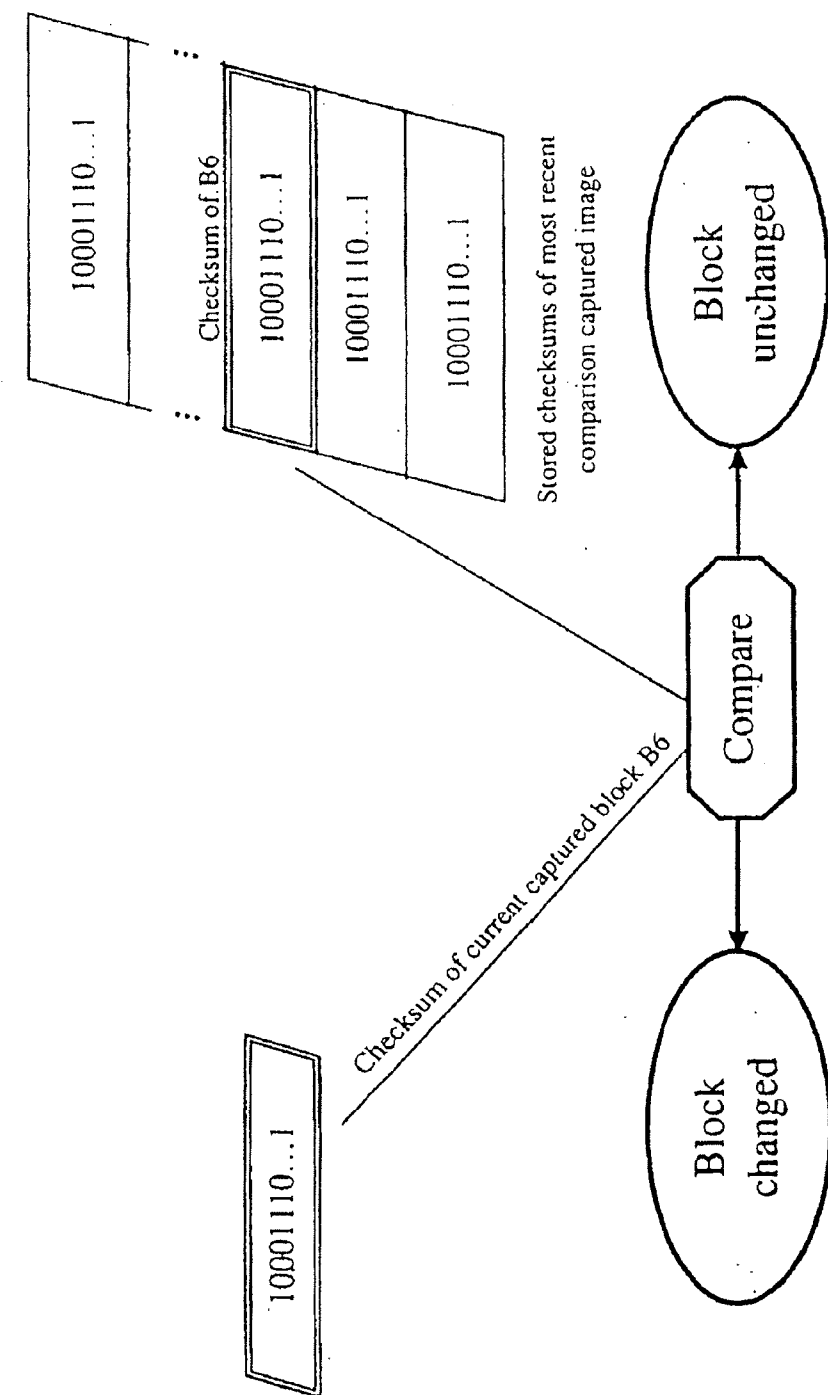 10001110...1
⋮
Checksum of B6
10001110...1
10001110...1
10001110...1
Stored checksums of most recent
comparison captured image
10001110...1
Checksum of current captured block B6
Compare
Block
changed
Block
unchanged